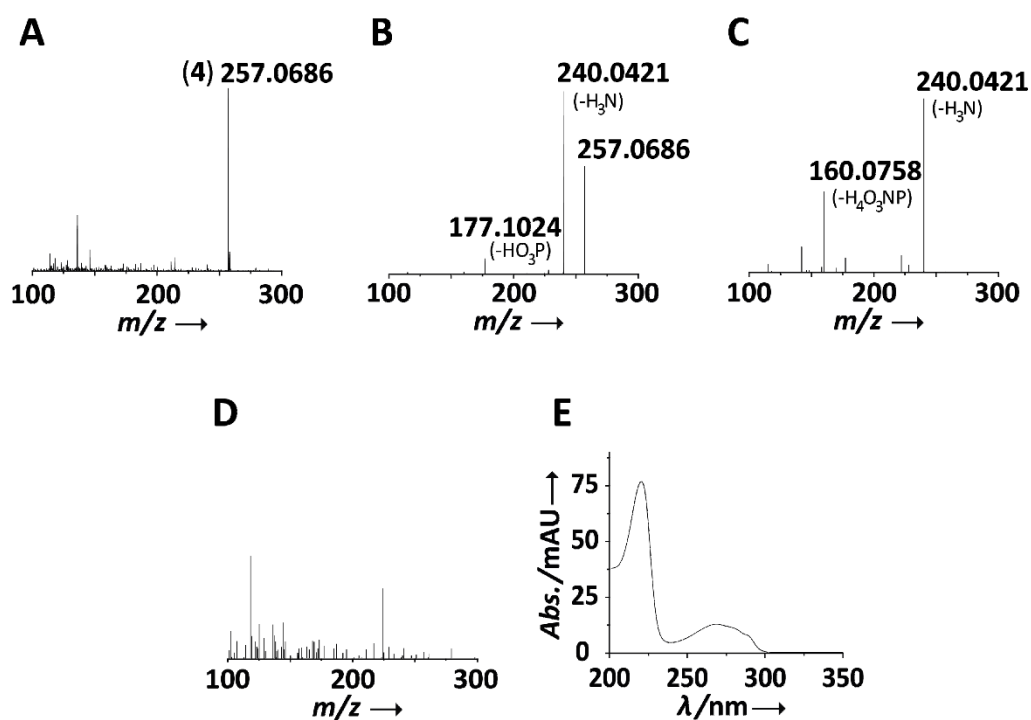 A
(4) 257.0686
100 200 300
m/z →
B
240.0421
(-H₃N)
257.0686
177.1024
(-HO₃P)
100 200 300
m/z →
C
240.0421
(-H₃N)
160.0758
(-H₄O₃NP)
100 200 300
m/z →
D
100 200 300
m/z →
E
Abs./mAU →
75
50
25
0
200 250 300 350
λ/nm →